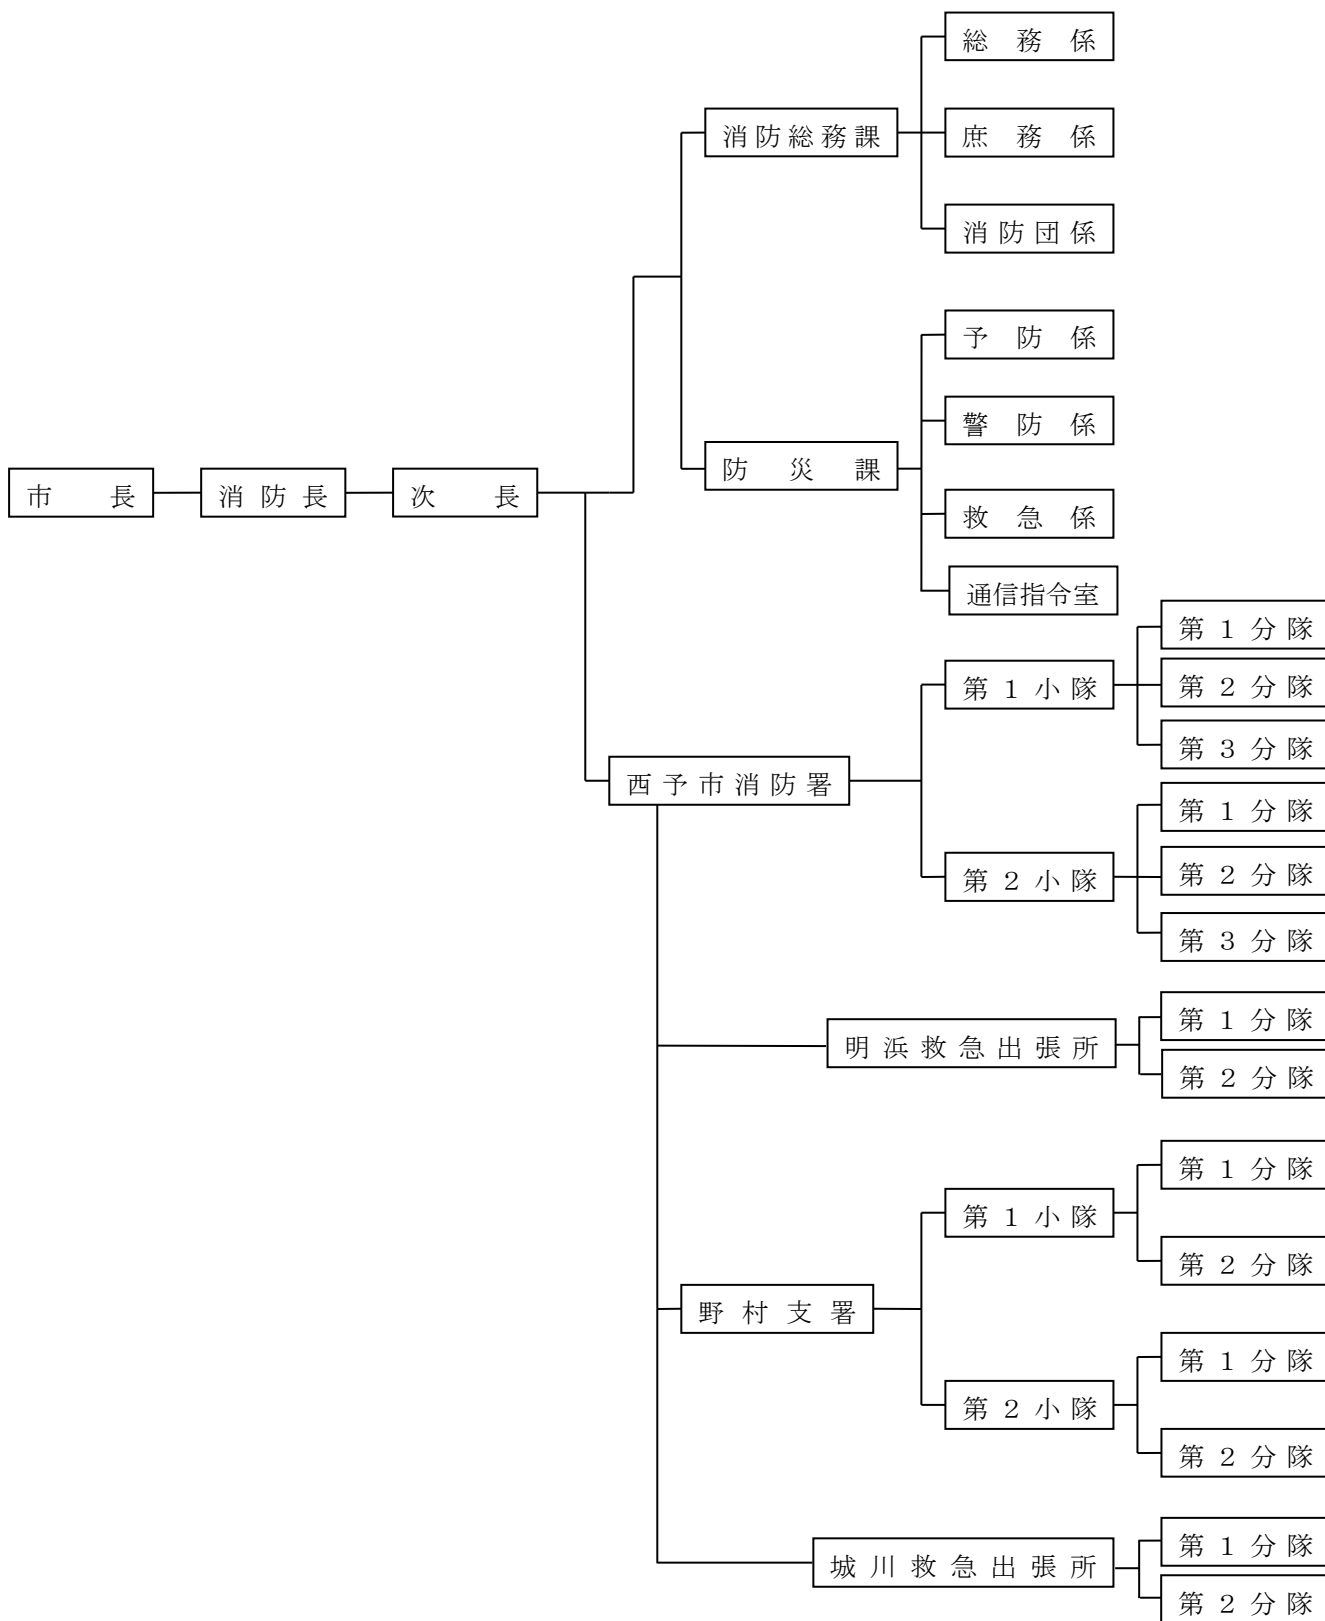 総務係
消防総務課
庶務係
消防団係
予防係
警防係
市長
消防長
次長
防災課
救急係
通信指令室
第１分隊
第１小隊
第２分隊
第３分隊
西予市消防署
第１分隊
第２小隊
第２分隊
第３分隊
明浜救急出張所
第１分隊
第２分隊
第１小隊
第１分隊
第２分隊
野村支署
第２小隊
第１分隊
第２分隊
城川救急出張所
第１分隊
第２分隊